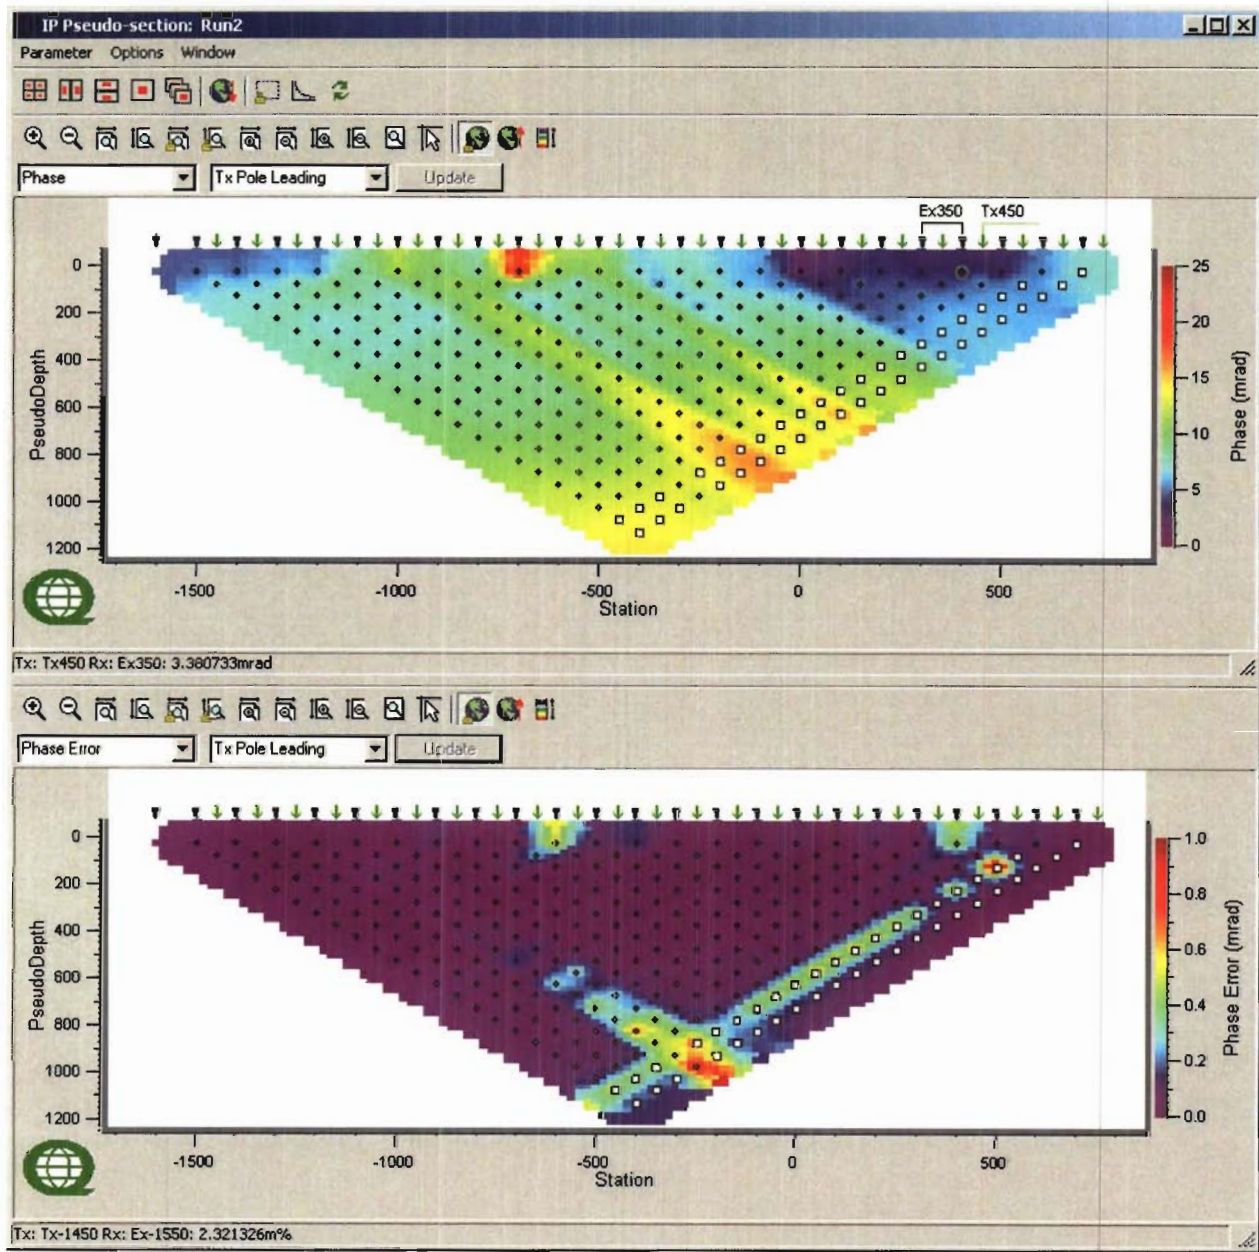 IP Pseudo-section: Run2
Parameter Options Window
Phase Tx Pole Leading Update
Ex350 Tx450
0
200
400
600
800
1000
1200
PseudoDepth
-1500 -1000 -500 0 500
Station
25
20
15
10
5
0
Phase (mrad)
Tx: Tx450 Rx: Ex350: 3.380733mrad
Phase Error Tx Pole Leading Update
0
200
400
600
800
1000
1200
PseudoDepth
-1500 -1000 -500 0 500
Station
1.0
0.8
0.6
0.4
0.2
0.0
Phase Error (mrad)
Tx: Tx-1450 Rx: Ex-1550: 2.321326m%